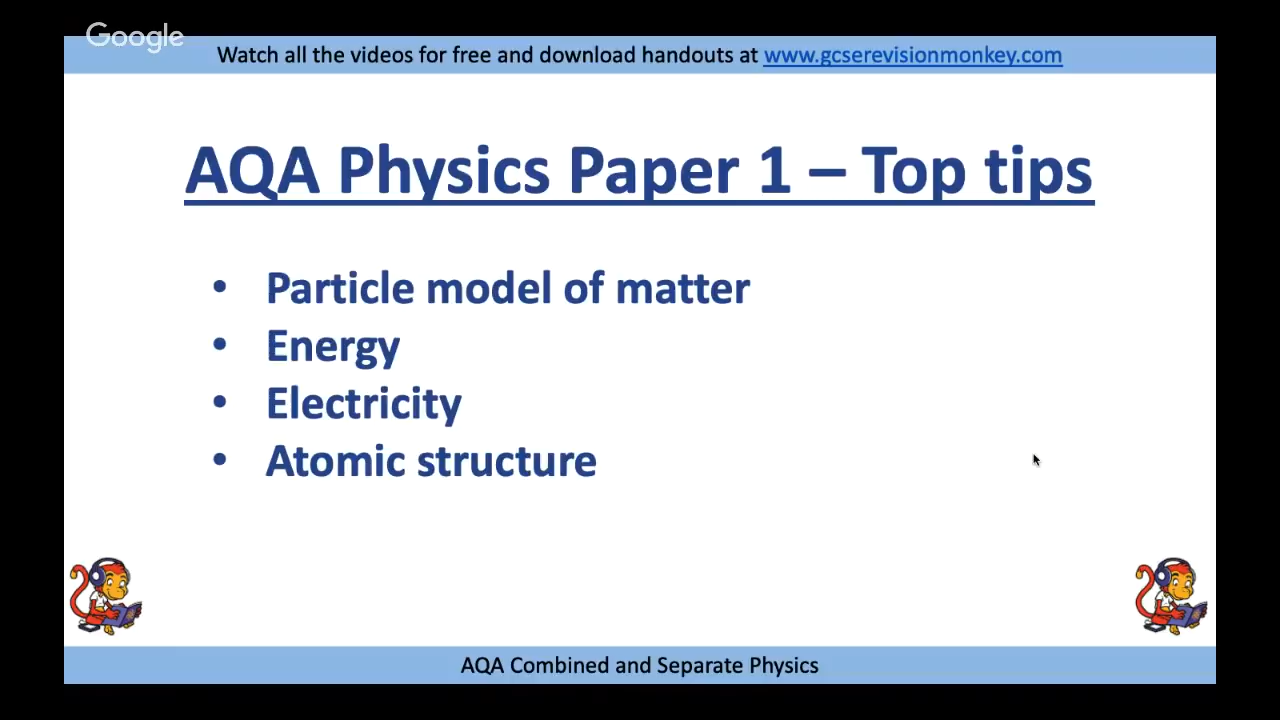 Google
Watch all the videos for free and download handouts at www.gcserevisionmonkey.com
AQA Physics Paper 1 – Top tips
• Particle model of matter
• Energy
• Electricity
• Atomic structure
AQA Combined and Separate Physics